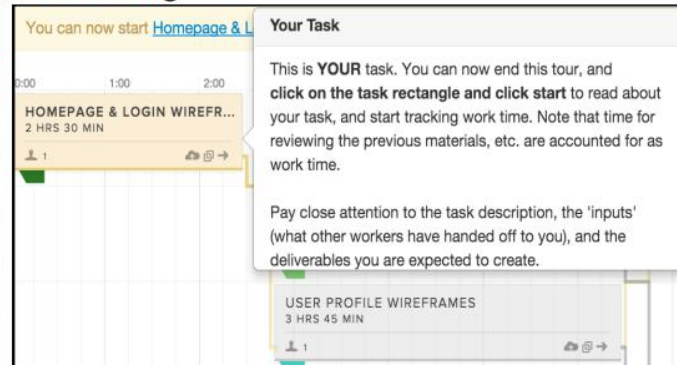 You can now start Homepage & L
Your Task
This is YOUR task. You can now end this tour, and
click on the task rectangle and click start to read about
your task, and start tracking work time. Note that time for
reviewing the previous materials, etc. are accounted for as
work time.
Pay close attention to the task description, the 'inputs'
(what other workers have handed off to you), and the
deliverables you are expected to create.
0:00 1:00 2:00
HOMEPAGE & LOGIN WIREFR...
2 HRS 30 MIN
1
USER PROFILE WIREFRAMES
3 HRS 45 MIN
1